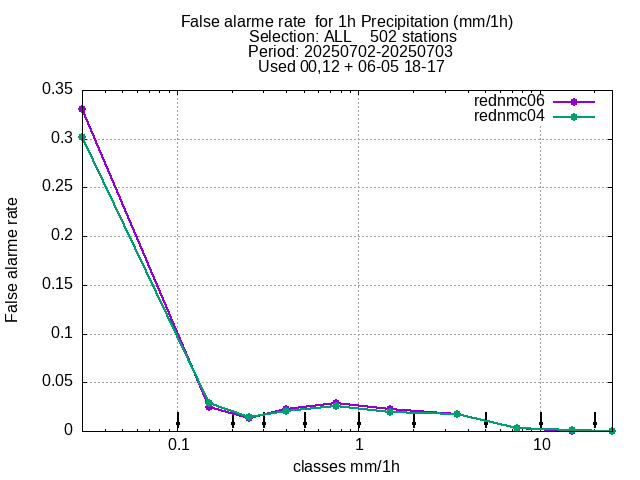 False alarme rate  for 1h Precipitation (mm/1h)
Selection: ALL    502 stations
Period: 20250702-20250703
Used 00,12 + 06-05 18-17
rednmc06
rednmc04
0.35
0.3
0.25
0.2
0.15
0.1
0.05
0
False alarme rate
0.1
1
10
classes mm/1h